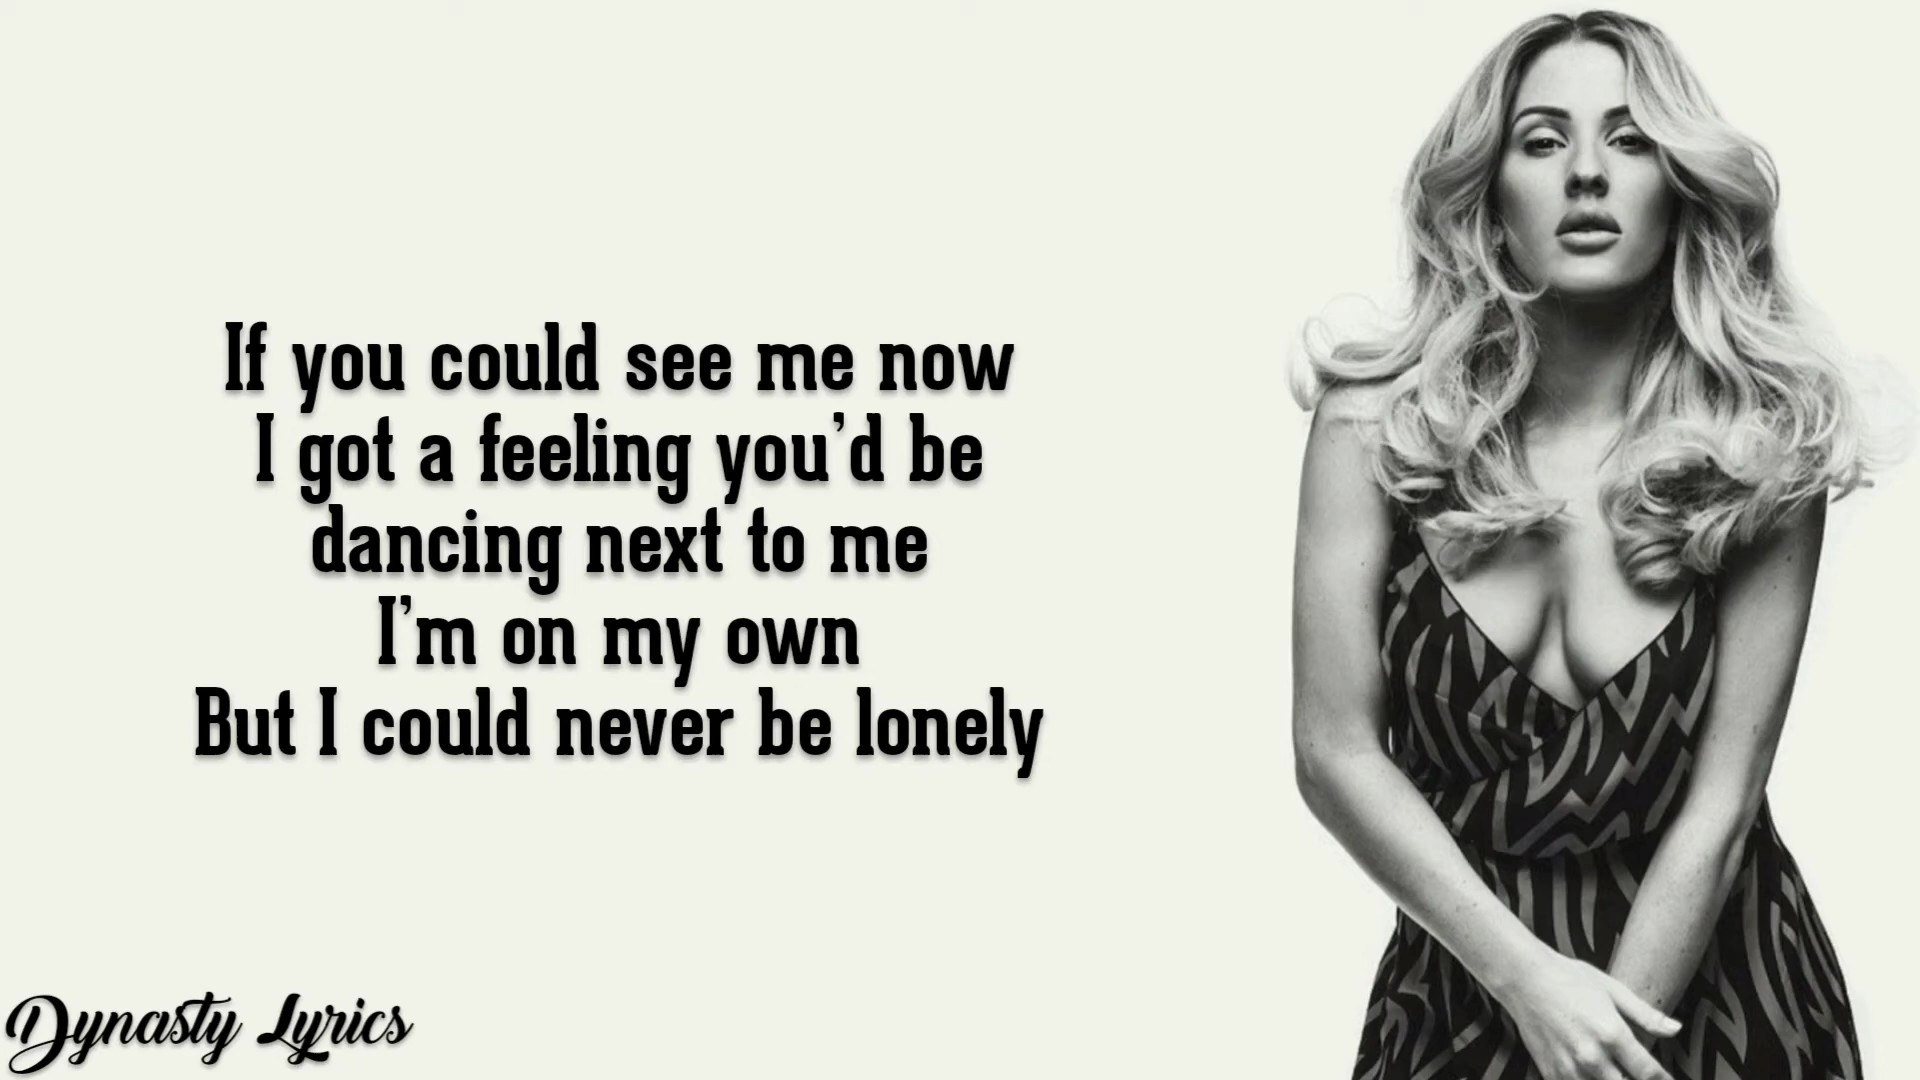 If you could see me now
I got a feeling you'd be
dancing next to me
I'm on my own
But I could never be lonely
Dynasty Lyrics